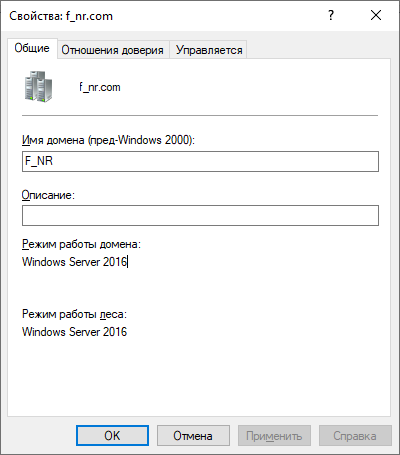 Свойства: f_nr.com
Общие
Отношения доверия
Управляется
f_nr.com
Имя домена (пред-Windows 2000):
F_NR
Описание:
Режим работы домена:
Windows Server 2016
Режим работы леса:
Windows Server 2016
OK
Отмена
Применить
Справка